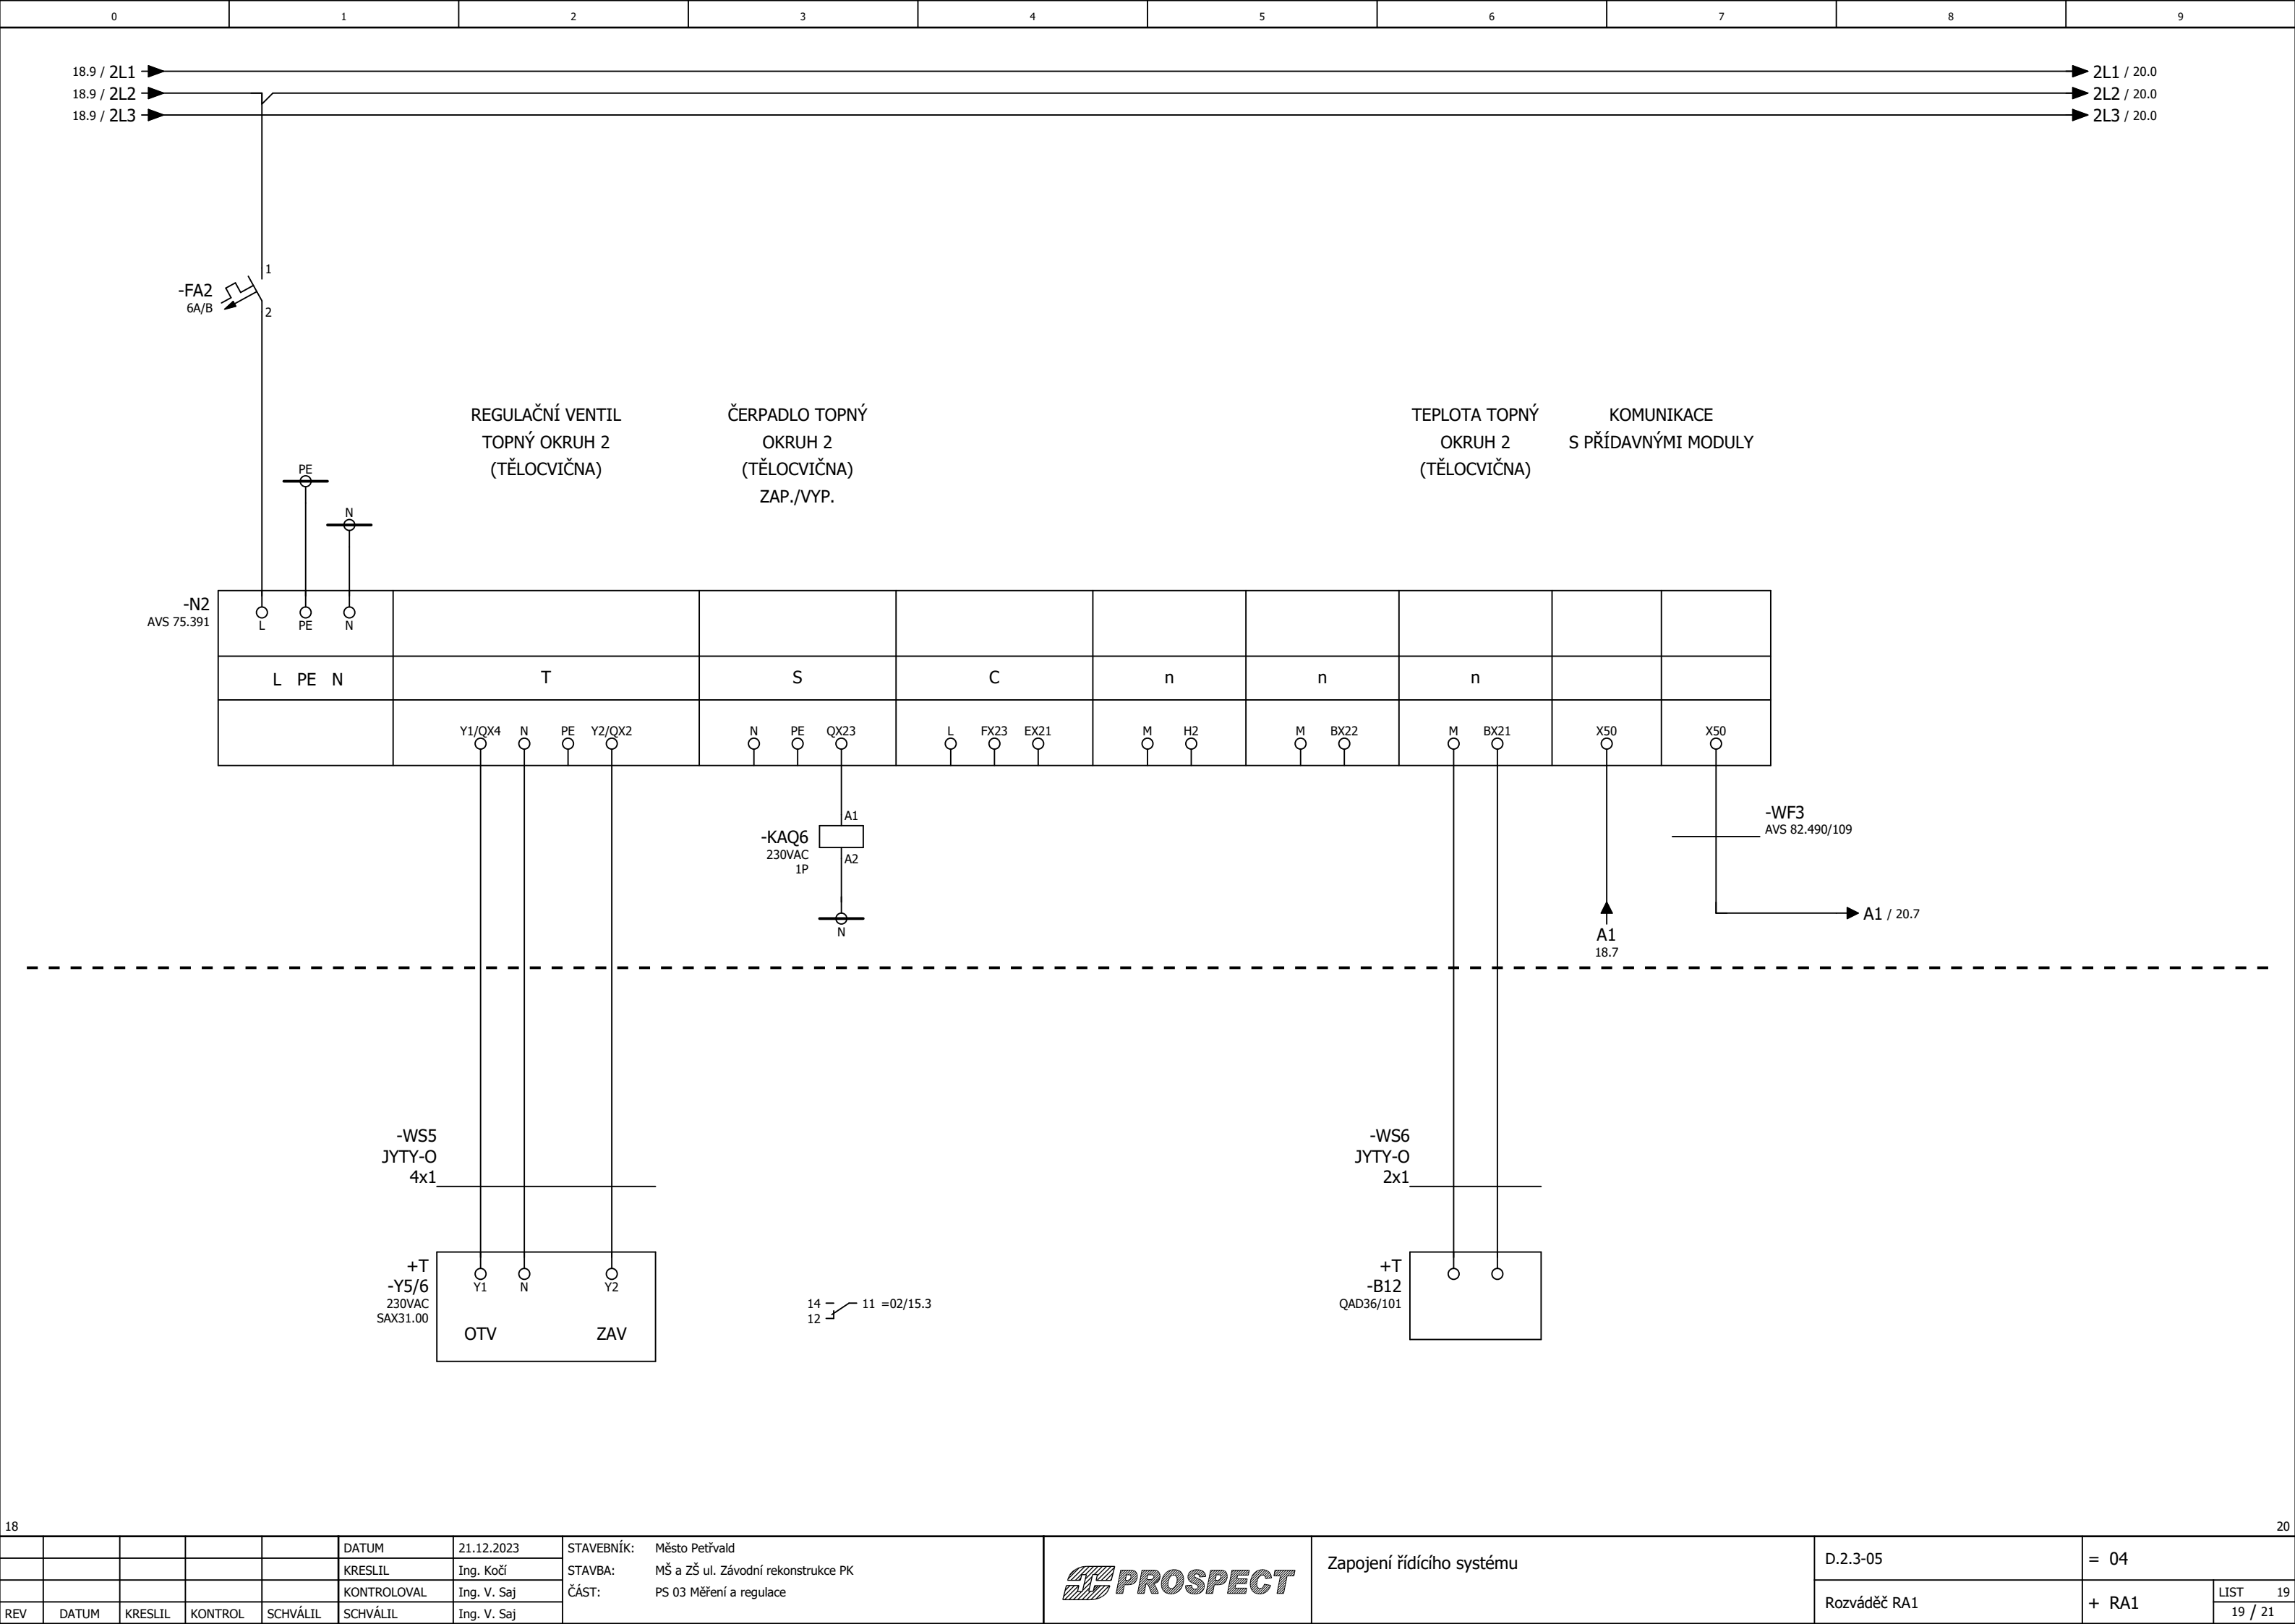 0 1 2 3 4 5 6 7 8 9
18.9 / 2L1
2L1 / 20.0
18.9 / 2L2
2L2 / 20.0
18.9 / 2L3
2L3 / 20.0
1
-FA2
6A/B
2
REGULAČNÍ VENTIL
TOPNÝ OKRUH 2
(TĚLOCVIČNA)
ČERPADLO TOPNÝ
OKRUH 2
(TĚLOCVIČNA)
ZAP./VYP.
TEPLOTA TOPNÝ
OKRUH 2
(TĚLOCVIČNA)
KOMUNIKACE
S PŘÍDAVNÝMI MODULY
PE
N
-N2
AVS 75.391
L PE N
L PE N T S C n n n
Y1/QX4 N PE Y2/QX2 N PE QX23 L FX23 EX21 M H2 M BX22 M BX21 X50 X50
A1
-KAQ6
230VAC
1P
A2
N
-WF3
AVS 82.490/109
A1 / 20.7
A1
18.7
-WS5
JYTY-O
4x1
-WS6
JYTY-O
2x1
+T
-Y5/6
230VAC
SAX31.00
Y1 N Y2
OTV ZAV
14 11 =02/15.3
12
+T
-B12
QAD36/101
18
20
DATUM 21.12.2023
KRESLIL Ing. Kočí
KONTROLOVAL Ing. V. Saj
REV DATUM KRESLIL KONTROL SCHVÁLIL SCHVÁLIL Ing. V. Saj
STAVEBNÍK: Město Petřvald
STAVBA: MŠ a ZŠ ul. Závodní rekonstrukce PK
ČÁST: PS 03 Měření a regulace
PROSPECT
Zapojení řídícího systému
D.2.3-05
= 04
Rozváděč RA1
+ RA1
LIST 19
19 / 21